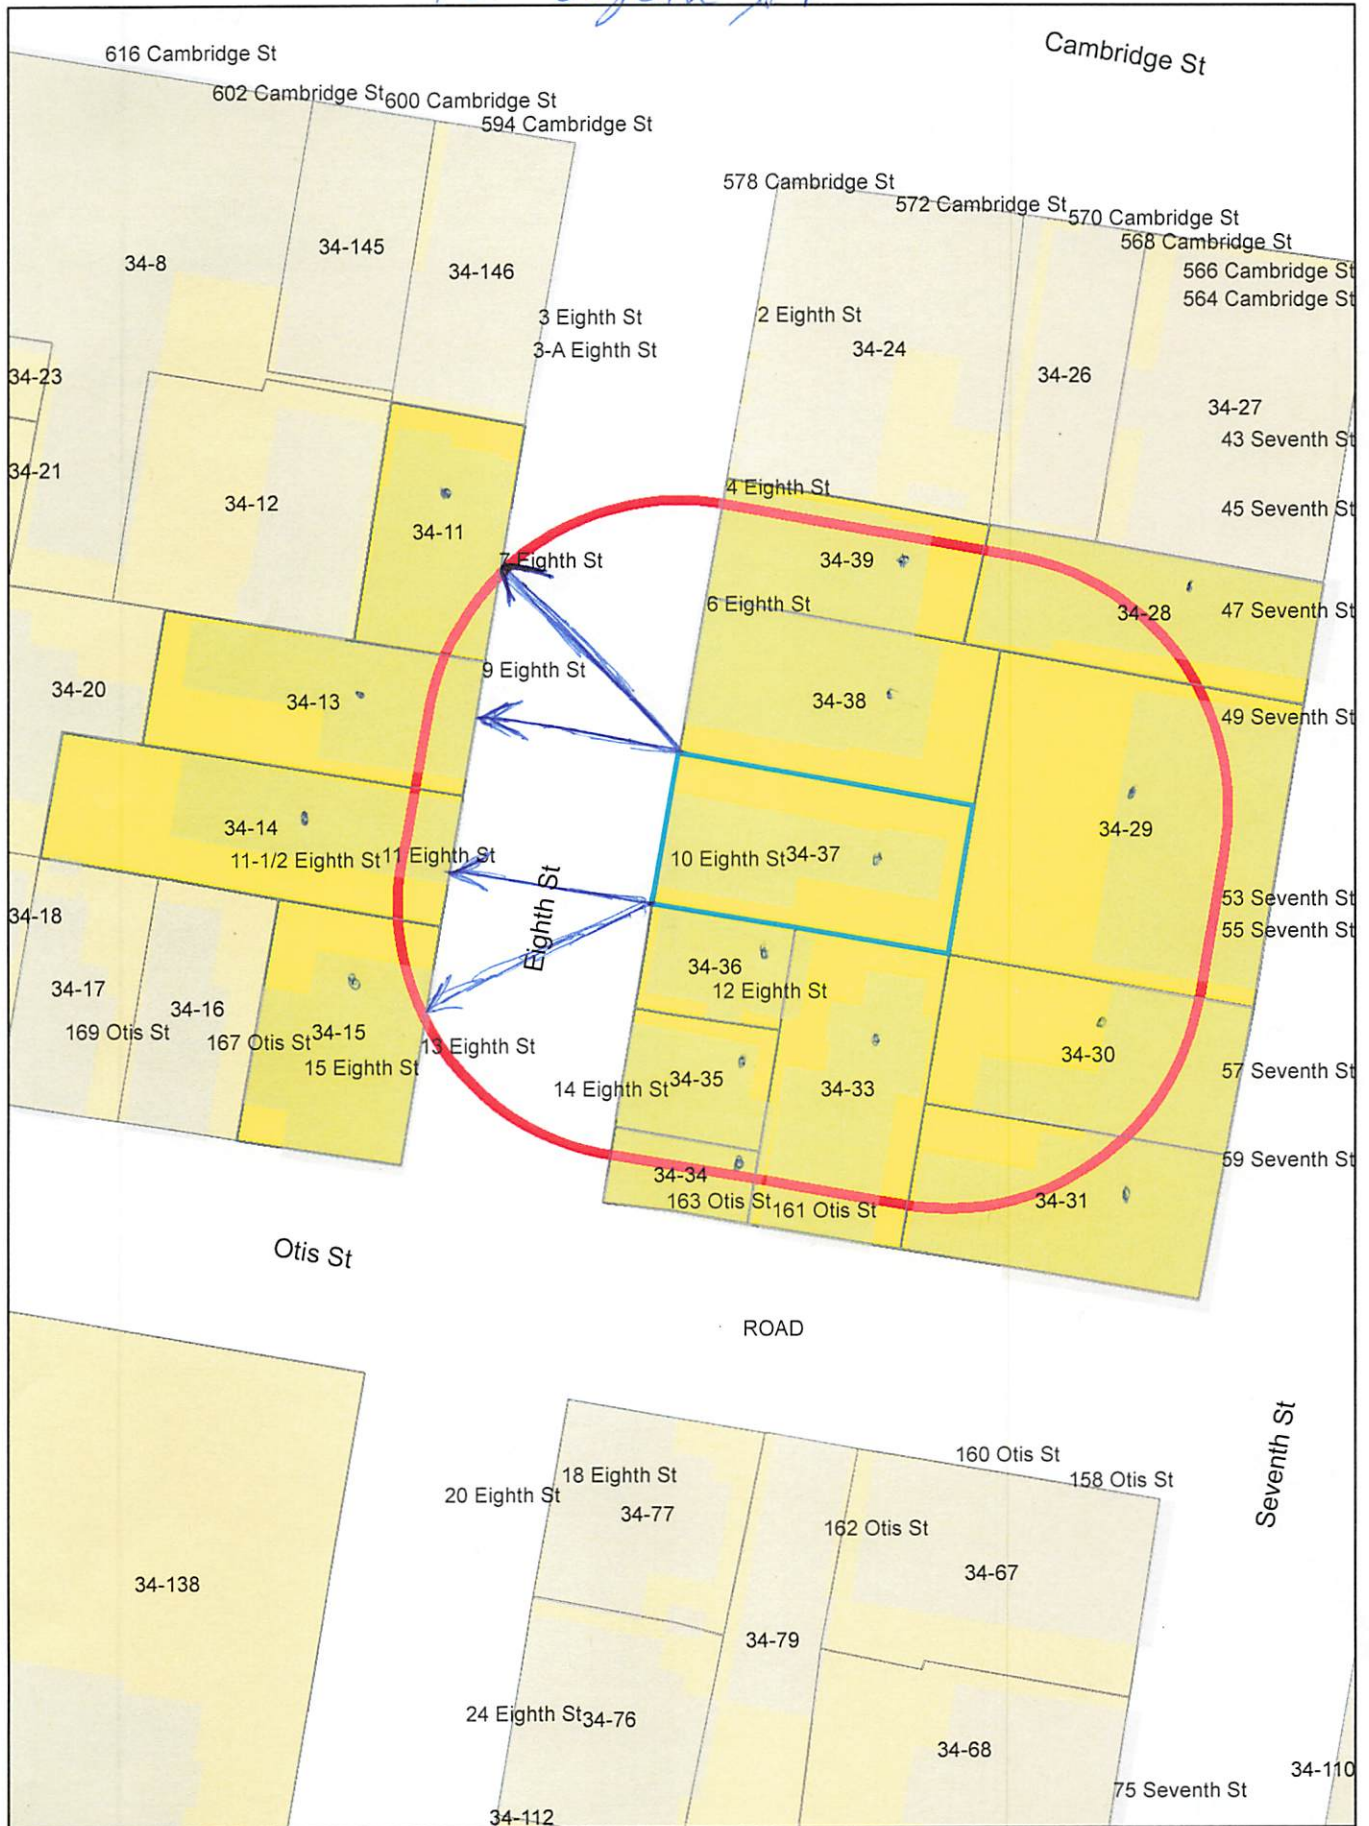 Cambridge St
616 Cambridge St
602 Cambridge St
600 Cambridge St
594 Cambridge St
578 Cambridge St
572 Cambridge St
570 Cambridge St
568 Cambridge St
566 Cambridge St
564 Cambridge St
34-8
34-145
34-146
3 Eighth St
3-A Eighth St
2 Eighth St
34-24
34-26
34-27
34-23
43 Seventh St
34-21
34-12
34-11
4 Eighth St
45 Seventh St
7 Eighth St
34-39
6 Eighth St
34-28
47 Seventh St
9 Eighth St
34-20
34-13
34-38
49 Seventh St
34-14
11-1/2 Eighth St
11 Eighth St
10 Eighth St
34-37
34-29
Eighth St
53 Seventh St
34-18
55 Seventh St
34-36
12 Eighth St
34-17
34-16
169 Otis St
167 Otis St
34-15
15 Eighth St
13 Eighth St
34-30
14 Eighth St
34-35
34-33
57 Seventh St
59 Seventh St
34-34
163 Otis St
161 Otis St
34-31
Otis St
ROAD
Seventh St
160 Otis St
158 Otis St
18 Eighth St
20 Eighth St
34-77
162 Otis St
34-67
34-138
34-79
24 Eighth St
34-76
34-68
34-110
75 Seventh St
34-112